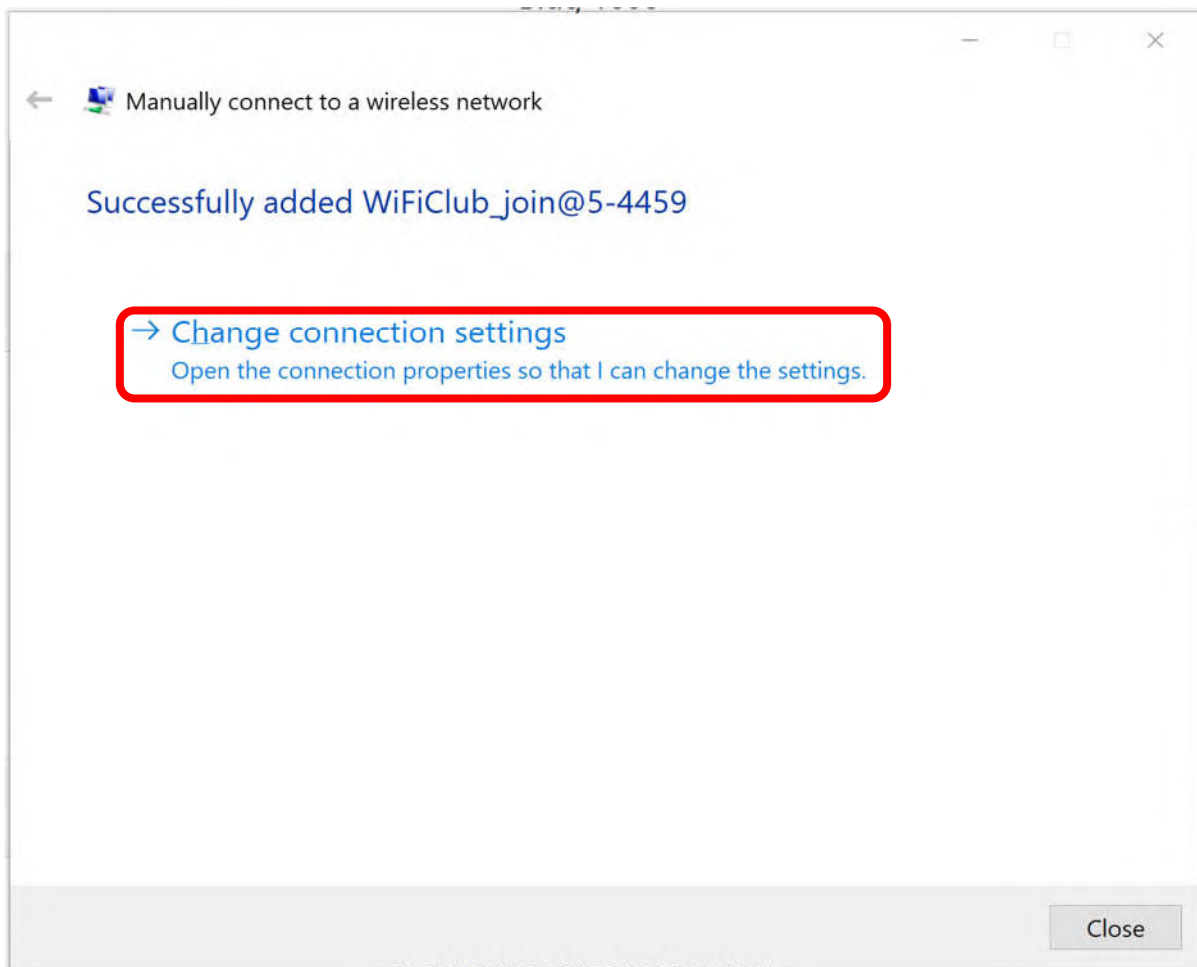 Manually connect to a wireless network
Successfully added WiFiClub_join@5-4459
→ Change connection settings
Open the connection properties so that I can change the settings.
Close